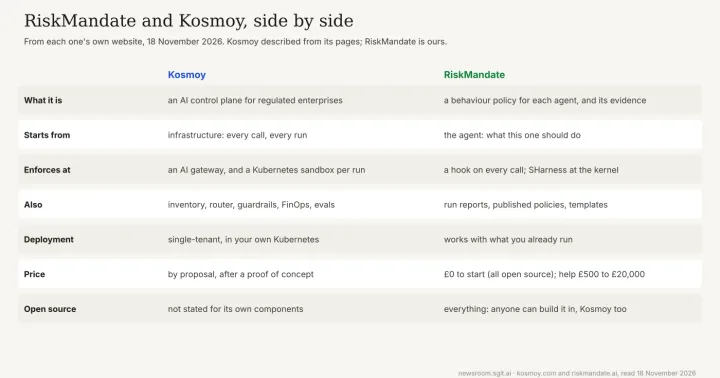 RiskMandate and Kosmoy, side by side
From each one's own website, 18 November 2026. Kosmoy described from its pages; RiskMandate is ours.
Kosmoy RiskMandate
What it is an AI control plane for regulated enterprises a behaviour policy for each agent, and its evidence
Starts from infrastructure: every call, every run the agent: what this one should do
Enforces at an AI gateway, and a Kubernetes sandbox per run a hook on every call; SHarness at the kernel
Also inventory, router, guardrails, FinOps, evals run reports, published policies, templates
Deployment single-tenant, in your own Kubernetes works with what you already run
Price by proposal, after a proof of concept £0 to start (all open source); help £500 to £20,000
Open source not stated for its own components everything: anyone can build it in, Kosmoy too
newsroom.sgit.ai · kosmoy.com and riskmandate.ai, read 18 November 2026